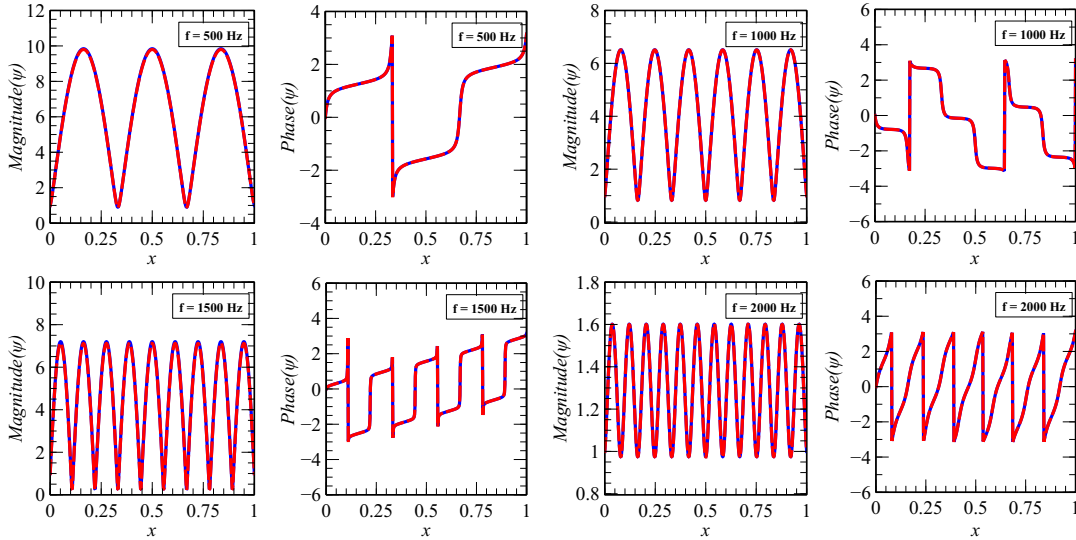 f = 500 Hz
Magnitude(ψ)
12
10
8
6
4
2
0
0 0.25 0.5 0.75 1
x
f = 500 Hz
Phase(ψ)
4
2
0
−2
−4
0 0.25 0.5 0.75 1
x
f = 1000 Hz
Magnitude(ψ)
8
6
4
2
0
0 0.25 0.5 0.75 1
x
f = 1000 Hz
Phase(ψ)
6
4
2
0
−2
−4
−6
0 0.25 0.5 0.75 1
x
f = 1500 Hz
Magnitude(ψ)
10
8
6
4
2
0
0 0.25 0.5 0.75 1
x
f = 1500 Hz
Phase(ψ)
6
4
2
0
−2
−4
−6
0 0.25 0.5 0.75 1
x
f = 2000 Hz
Magnitude(ψ)
1.8
1.6
1.4
1.2
1
0.8
0 0.25 0.5 0.75 1
x
f = 2000 Hz
Phase(ψ)
6
3
0
−3
−6
0 0.25 0.5 0.75 1
x